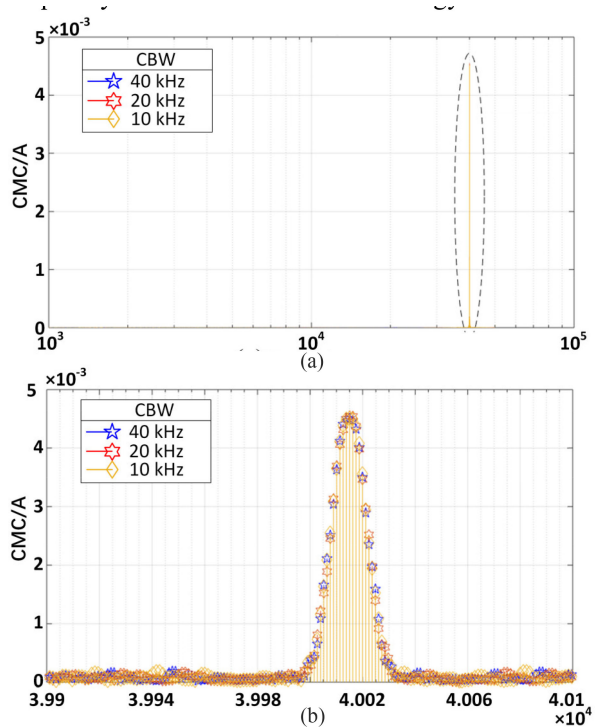 ×10⁻³
5
4
3
2
1
0
CMC/A
CBW
40 kHz
20 kHz
10 kHz
10³ 10⁴ 10⁵
(a)
×10⁻³
5
4
3
2
1
0
CMC/A
CBW
40 kHz
20 kHz
10 kHz
3.99 3.994 3.998 4.002 4.006 4.01
×10⁴
(b)